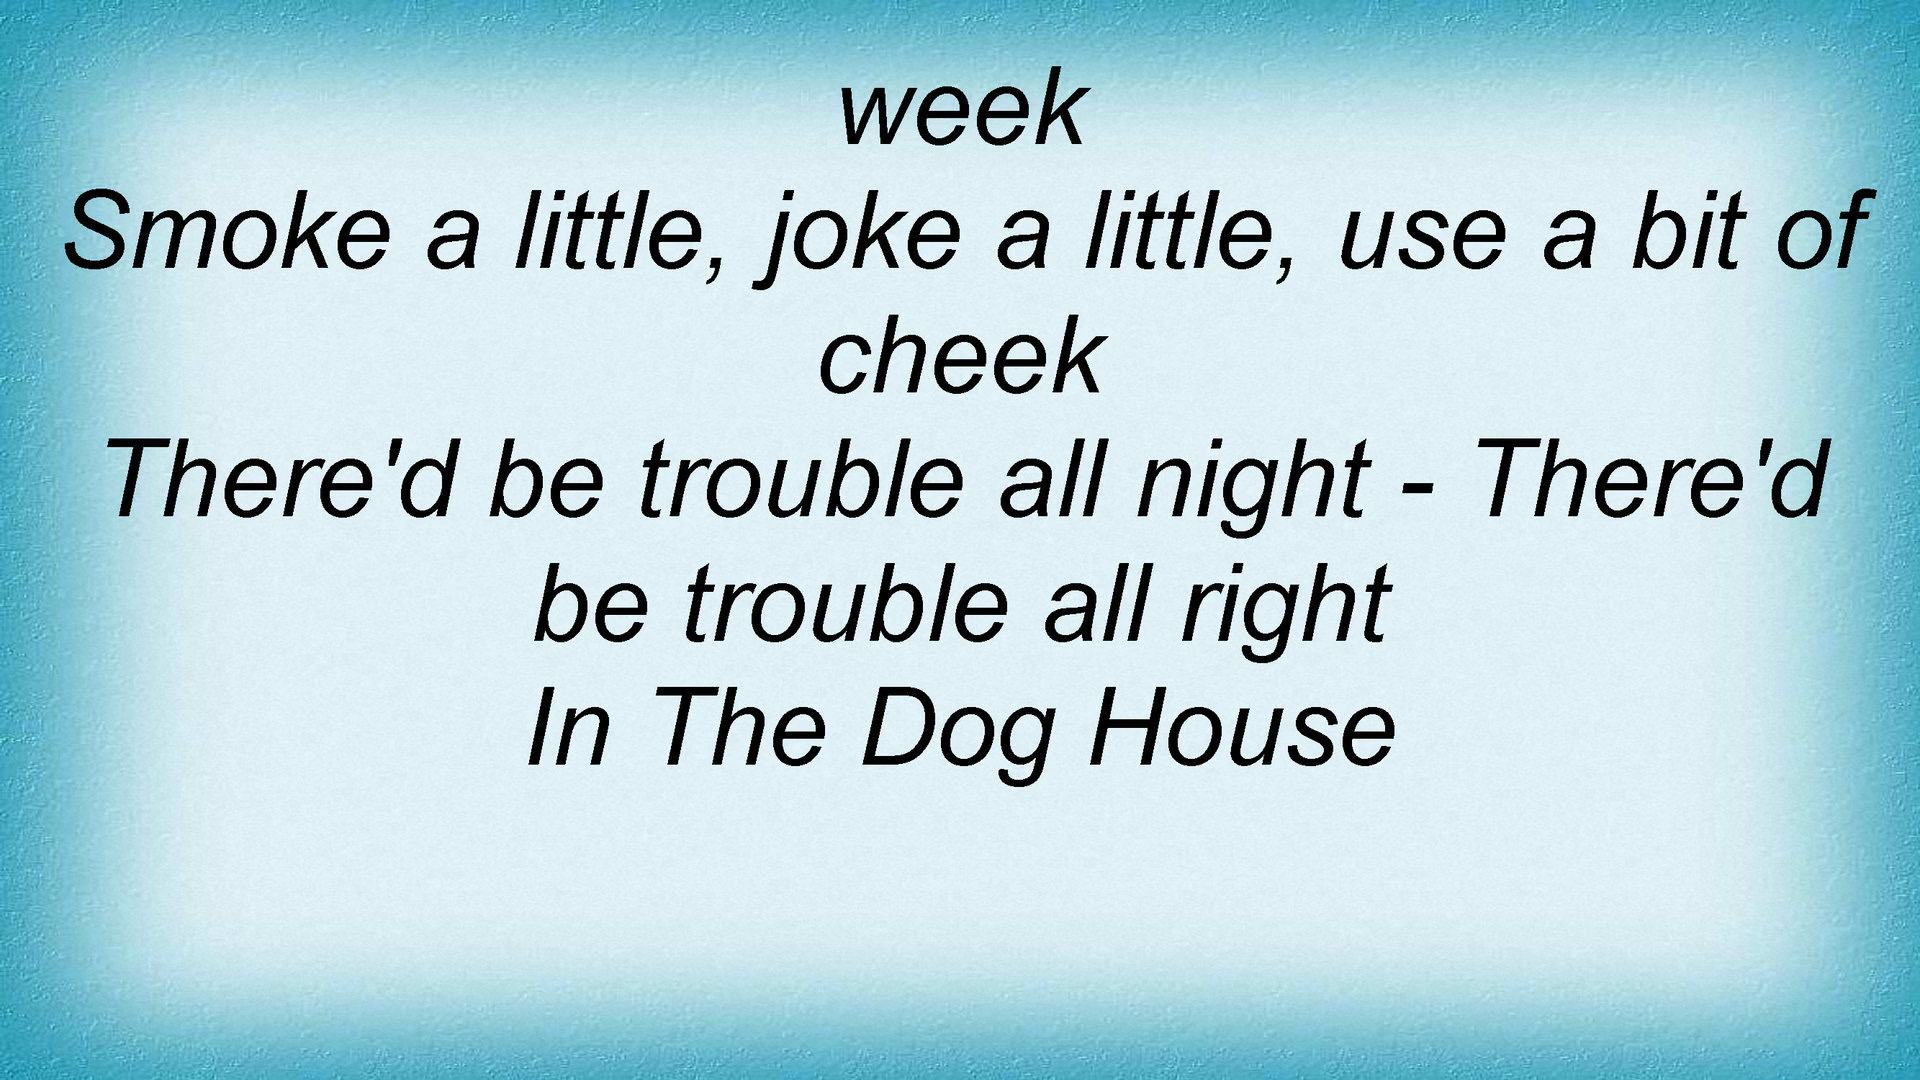 week
Smoke a little, joke a little, use a bit of
cheek
There'd be trouble all night - There'd
be trouble all right
In The Dog House